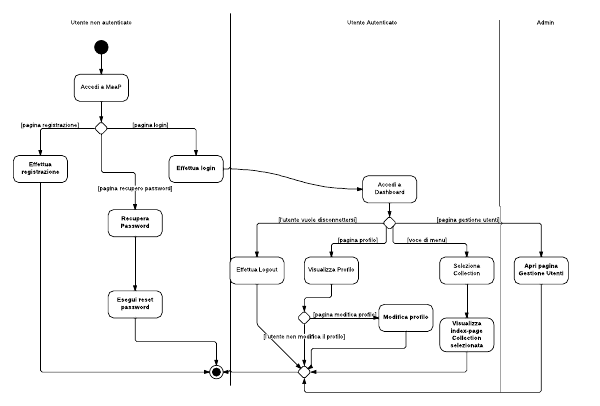 Utente non autenticato
Utente Autenticato
Admin
Accedi a MaaP
[pagina registrazione]
[pagina login]
Effettua
registrazione
Effettua login
[pagina recupero password]
Accedi a
Dashboard
Recupera
Password
[l'utente vuole disconnettersi]
[pagina gestione utenti]
[pagina profilo]
[voce di menu]
Effettua Logout
Visualizza Profilo
Seleziona
Collection
Apri pagina
Gestione Utenti
Esegui reset
password
[pagina modifica profilo]
Modifica profilo
Visualizza
index-page
Collection
selezionata
[l'utente non modifica il profilo]